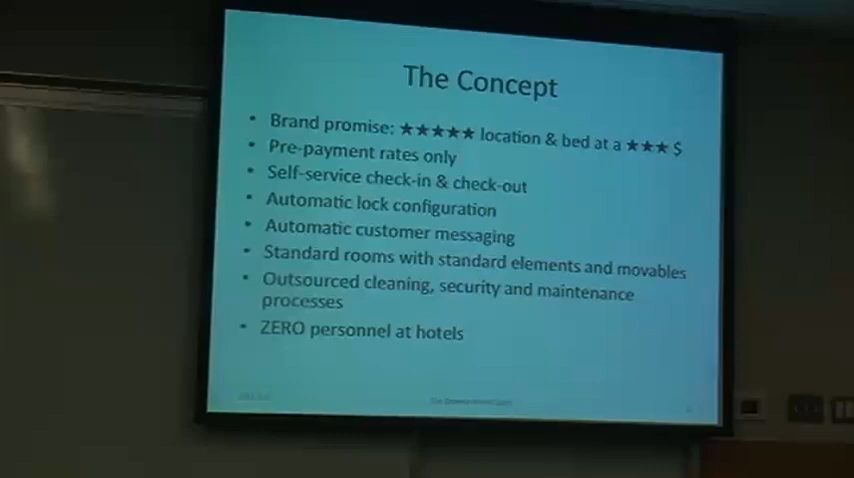 The Concept
• Brand promise: ★★★★★ location & bed at a ★★★ $
• Pre-payment rates only
• Self-service check-in & check-out
• Automatic lock configuration
• Automatic customer messaging
• Standard rooms with standard elements and movables
• Outsourced cleaning, security and maintenance
processes
• ZERO personnel at hotels